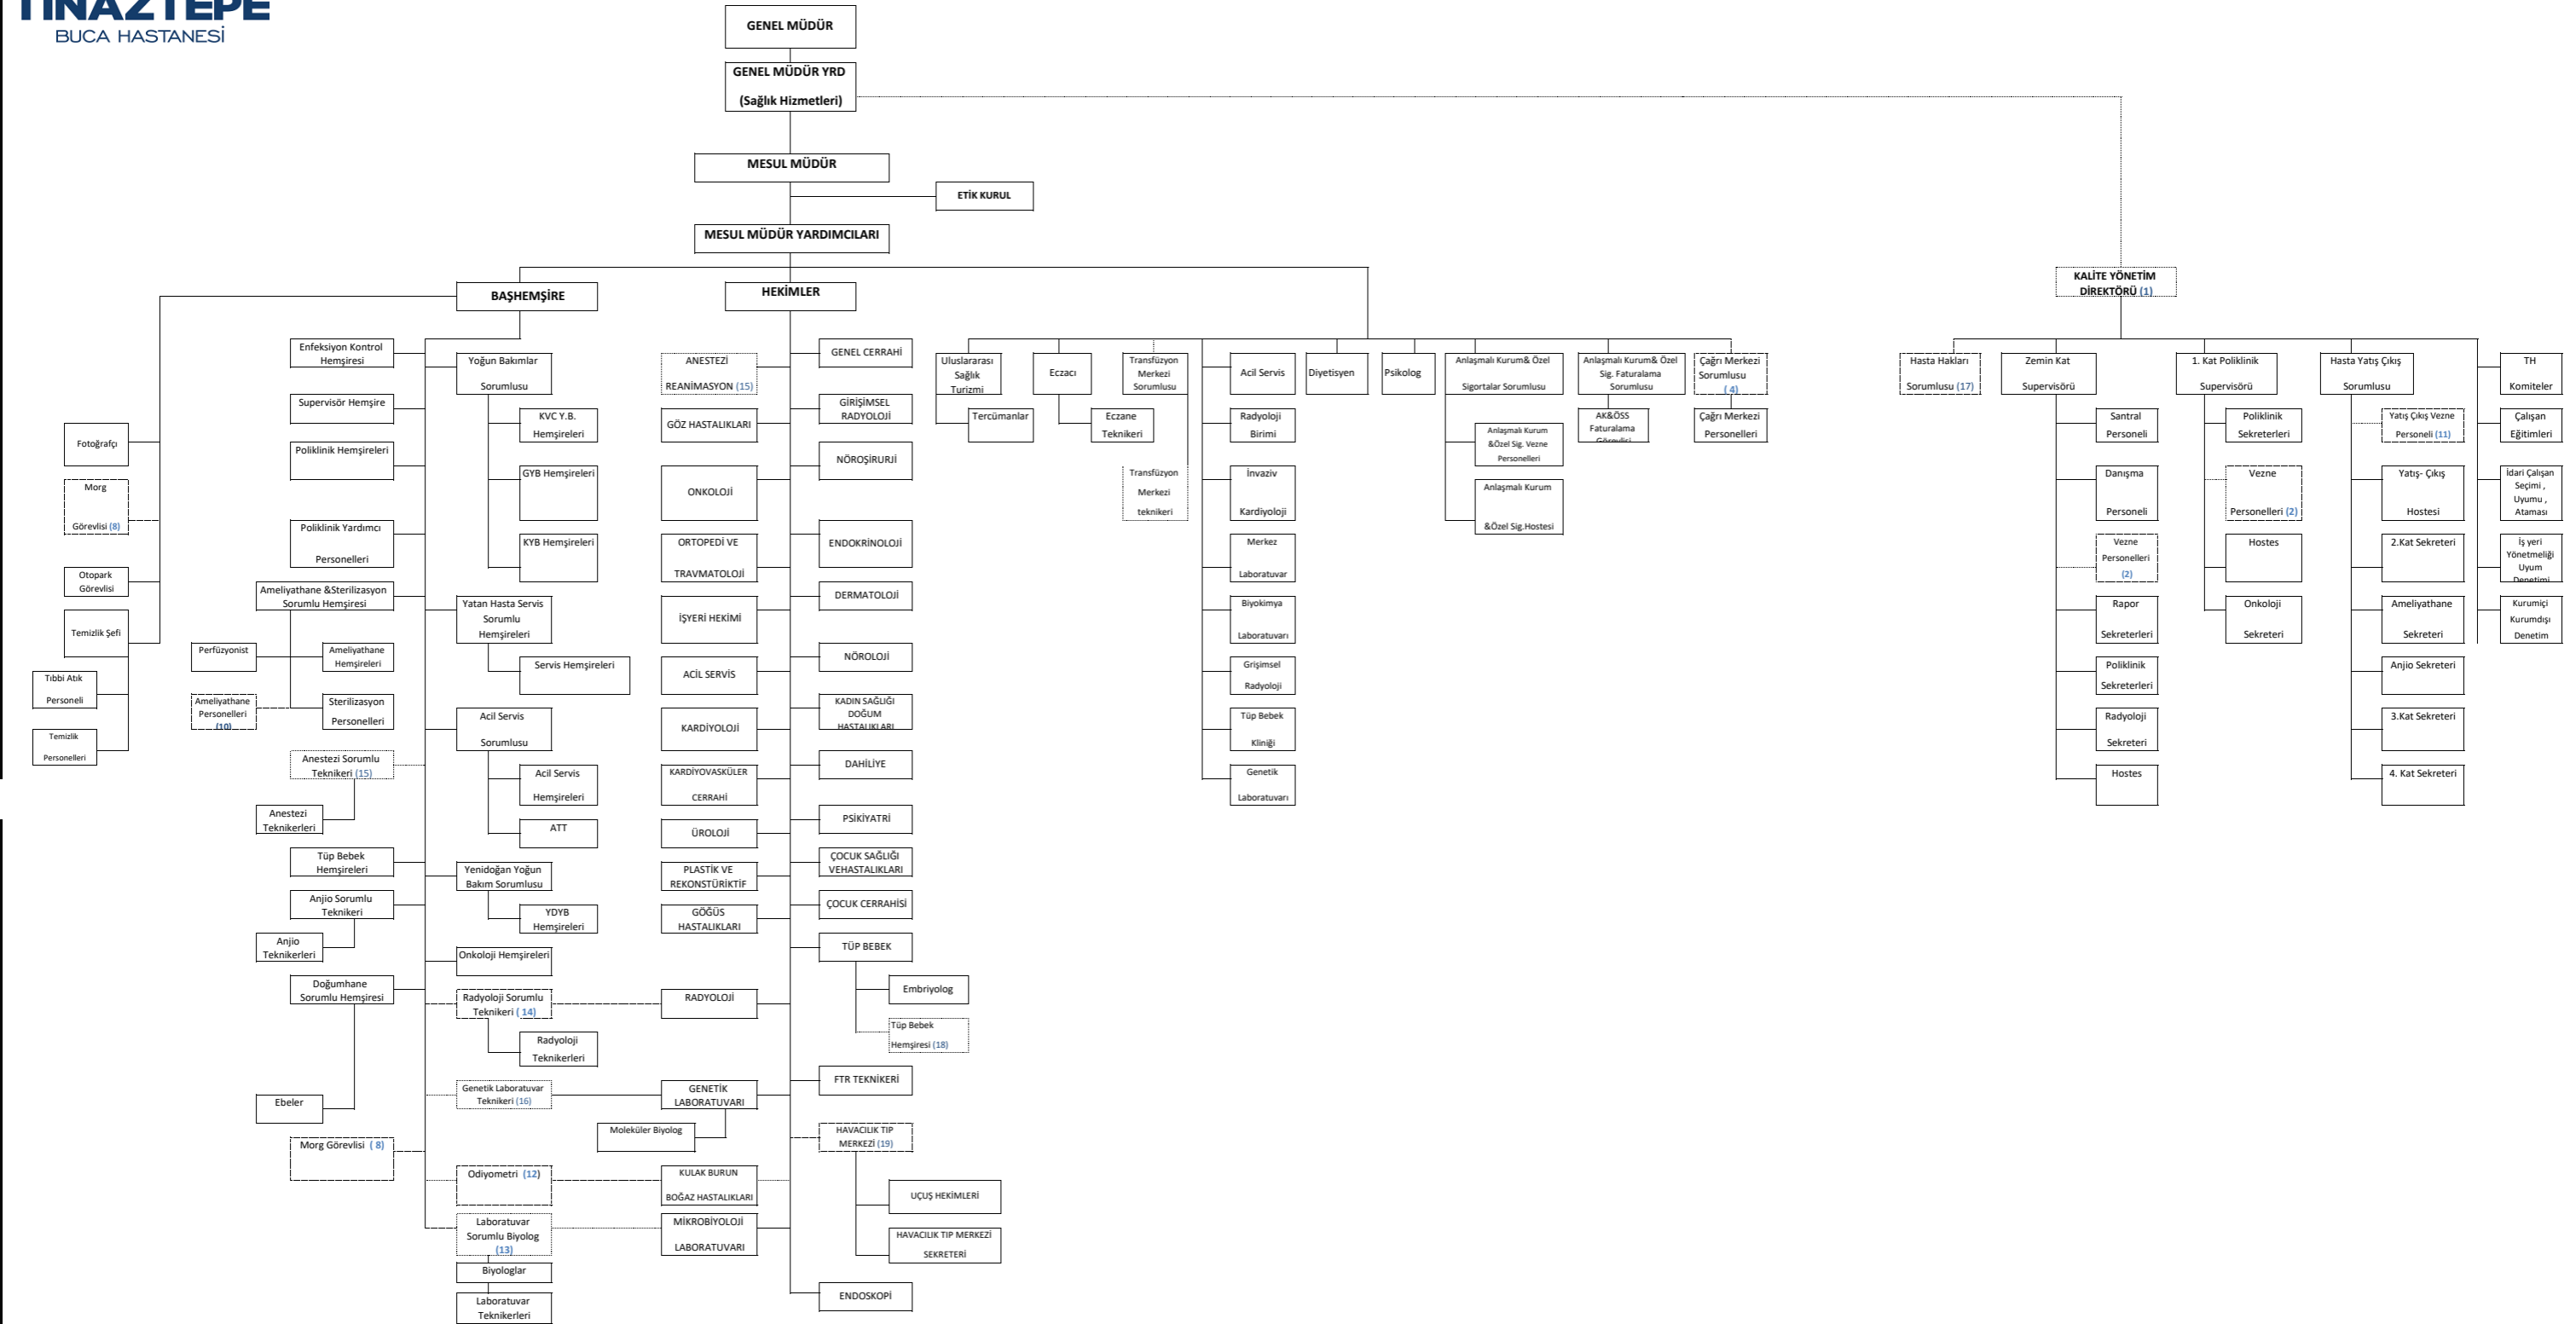 TINAZTEPE
BUCA HASTANESİ
GENEL MÜDÜR
GENEL MÜDÜR YRD
(Sağlık Hizmetleri)
MESUL MÜDÜR
ETİK KURUL
MESUL MÜDÜR YARDIMCILARI
BAŞHEMŞİRE
HEKİMLER
KALİTE YÖNETİM
DİREKTÖRÜ (1)
Fotoğrafçı
Morg
Görevlisi (8)
Otopark
Görevlisi
Temizlik Şefi
Tıbbi Atık
Personeli
Temizlik
Personelleri
Enfeksiyon Kontrol
Hemşiresi
Supervisör Hemşire
Poliklinik Hemşireleri
Poliklinik Yardımcı
Personelleri
Ameliyathane &Sterilizasyon
Sorumlu Hemşiresi
Perfüzyonist
Ameliyathane
Hemşireleri
Ameliyathane
Personelleri
(10)
Sterilizasyon
Personelleri
Anestezi Sorumlu
Teknikeri (15)
Anestezi
Teknikerleri
Tüp Bebek
Hemşireleri
Anjio Sorumlu
Teknikeri
Anjio
Teknikerleri
Doğumhane
Sorumlu Hemşiresi
Ebeler
Morg Görevlisi ( 8)
Yoğun Bakımlar
Sorumlusu
KVC Y.B.
Hemşireleri
GYB Hemşireleri
KYB Hemşireleri
Yatan Hasta Servis
Sorumlu
Hemşireleri
Servis Hemşireleri
Acil Servis
Sorumlusu
Acil Servis
Hemşireleri
ATT
Yenidoğan Yoğun
Bakım Sorumlusu
YDYB
Hemşireleri
Onkoloji Hemşireleri
Radyoloji Sorumlu
Teknikeri ( 14)
Radyoloji
Teknikerleri
Genetik Laboratuvar
Teknikeri (16)
Odiyometri (12)
Laboratuvar
Sorumlu Biyolog
(13)
Biyologlar
Laboratuvar
Teknikerleri
ANESTEZİ
REANİMASYON (15)
GÖZ HASTALIKLARI
ONKOLOJİ
ORTOPEDİ VE
TRAVMATOLOJİ
İŞYERİ HEKİMİ
ACİL SERVİS
KARDİYOLOJİ
KARDİYOVASKÜLER
CERRAHİ
ÜROLOJİ
PLASTİK VE
REKONSTÜRİKTİF
GÖĞÜS
HASTALIKLARI
RADYOLOJİ
GENETİK
LABORATUVARI
Moleküler Biyolog
KULAK BURUN
BOĞAZ HASTALIKLARI
MİKROBİYOLOJİ
LABORATUVARI
GENEL CERRAHİ
GİRİŞİMSEL
RADYOLOJİ
NÖROŞİRURJİ
ENDOKRİNOLOJİ
DERMATOLOJİ
NÖROLOJİ
KADIN SAĞLIĞI
DOĞUM
HASTALIKLARI
DAHİLİYE
PSİKİYATRİ
ÇOCUK SAĞLIĞI
VEHASTALIKLARI
ÇOCUK CERRAHİSİ
TÜP BEBEK
Embriyolog
Tüp Bebek
Hemşiresi (18)
FTR TEKNİKERİ
HAVACILIK TIP
MERKEZİ (19)
UÇUŞ HEKİMLERİ
HAVACILIK TIP MERKEZİ
SEKRETERİ
ENDOSKOPİ
Uluslararası
Sağlık
Turizmi
Tercümanlar
Eczacı
Eczane
Teknikeri
Transfüzyon
Merkezi
Sorumlusu
Transfüzyon
Merkezi
teknikeri
Acil Servis
Radyoloji
Birimi
İnvaziv
Kardiyoloji
Merkez
Laboratuvar
Biyokimya
Laboratuvarı
Grişimsel
Radyoloji
Tüp Bebek
Kliniği
Genetik
Laboratuvarı
Diyetisyen
Psikolog
Anlaşmalı Kurum& Özel
Sigortalar Sorumlusu
Anlaşmalı Kurum
&Özel Sig. Vezne
Personelleri
Anlaşmalı Kurum
&Özel Sig.Hostesi
Anlaşmalı Kurum& Özel
Sig. Faturalama
Sorumlusu
AK&ÖSS
Faturalama
Görevlisi
Çağrı Merkezi
Sorumlusu
( 4)
Çağrı Merkezi
Personelleri
Hasta Hakları
Sorumlusu (17)
Zemin Kat
Supervisörü
Santral
Personeli
Danışma
Personeli
Vezne
Personelleri
(2)
Rapor
Sekreterleri
Poliklinik
Sekreterleri
Radyoloji
Sekreteri
Hostes
1. Kat Poliklinik
Supervisörü
Poliklinik
Sekreterleri
Vezne
Personelleri (2)
Hostes
Onkoloji
Sekreteri
Hasta Yatış Çıkış
Sorumlusu
Yatış Çıkış Vezne
Personeli (11)
Yatış- Çıkış
Hostesi
2.Kat Sekreteri
Ameliyathane
Sekreteri
Anjio Sekreteri
3.Kat Sekreteri
4. Kat Sekreteri
TH
Komiteler
Çalışan
Eğitimleri
İdari Çalışan
Seçimi ,
Uyumu ,
Ataması
İş yeri
Yönetmeliği
Uyum
Denetimi
Kurumiçi
Kurumdışı
Denetim